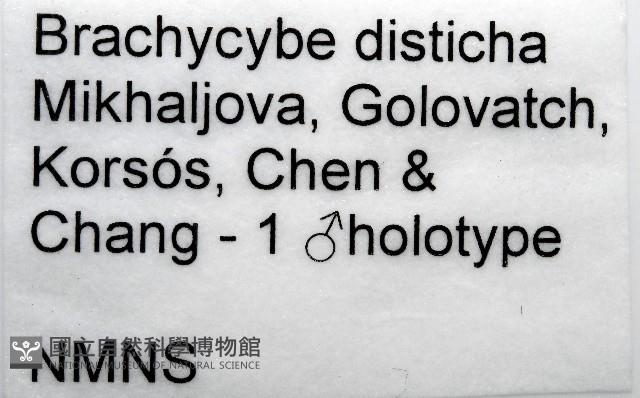 Brachycybe disticha
Mikhaljova, Golovatch,
Korsós, Chen &
Chang - 1 ♂holotype
國立自然科學博物館
NATIONAL MUSEUM OF NATURAL SCIENCE
NMNS